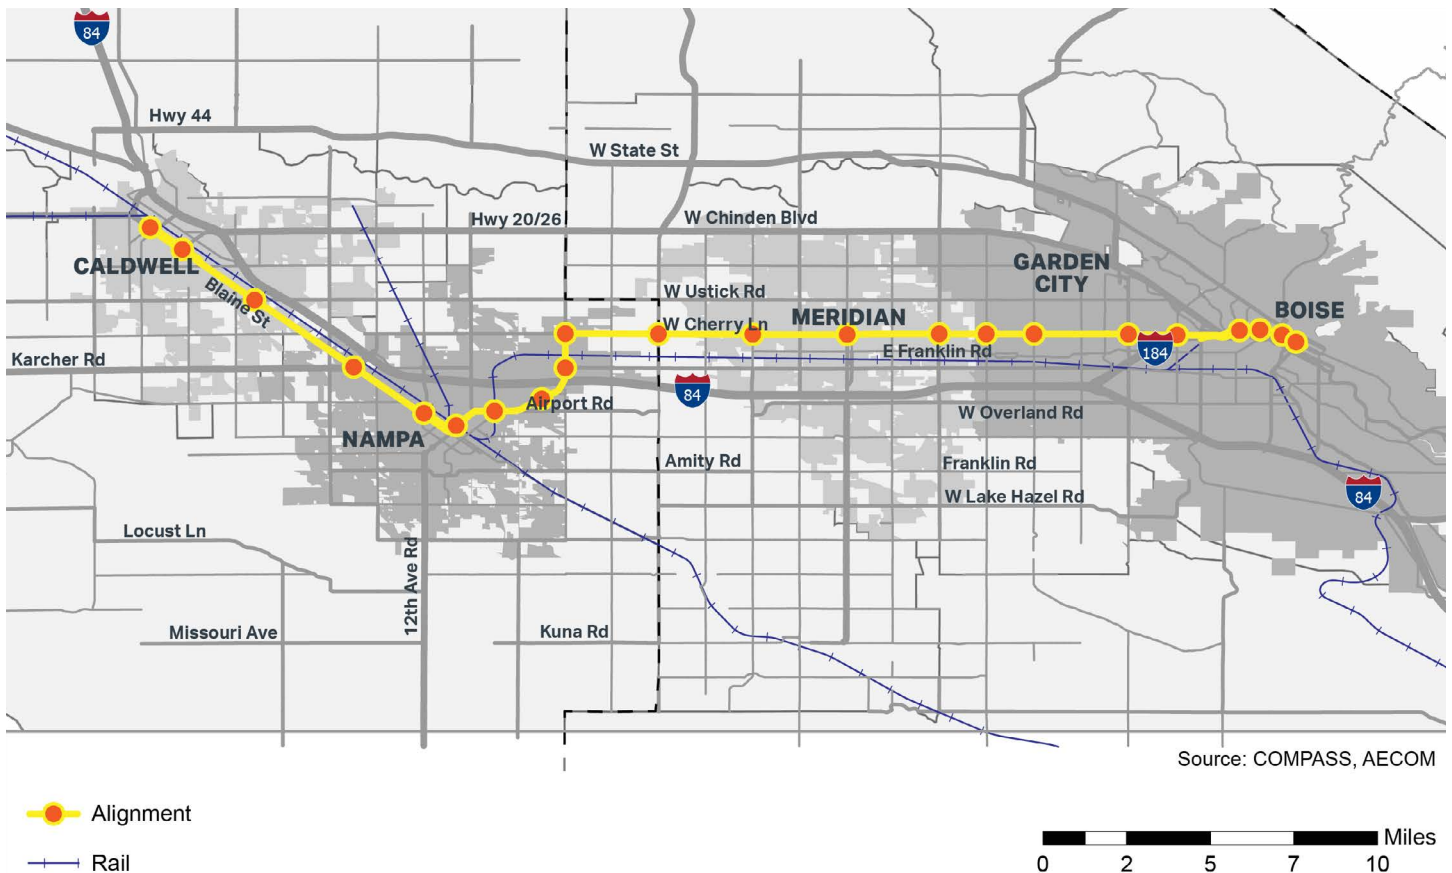 84
Hwy 44
W State St
Hwy 20/26
W Chinden Blvd
CALDWELL
GARDEN
CITY
Blaine St
W Ustick Rd
BOISE
W Cherry Ln
MERIDIAN
E Franklin Rd
184
Karcher Rd
84
Airport Rd
W Overland Rd
NAMPA
Amity Rd
Franklin Rd
W Lake Hazel Rd
84
Locust Ln
12th Ave Rd
Missouri Ave
Kuna Rd
Source: COMPASS, AECOM
Alignment
Rail
Miles
0 2 5 7 10